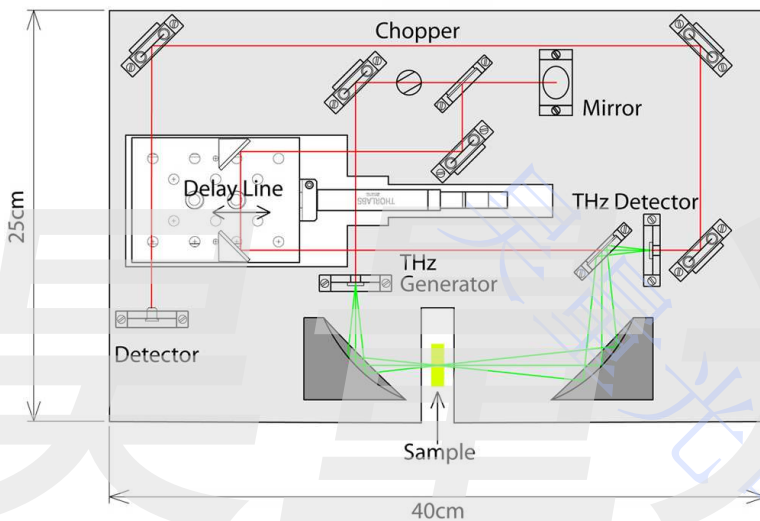 Chopper
Mirror
Delay Line
THORLABS
THz Detector
THz
Generator
Detector
Sample
25cm
40cm